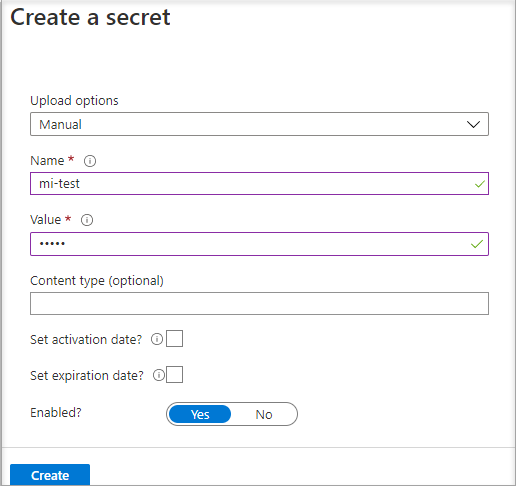 Create a secret
Upload options
Manual
Name *
mi-test
Value *
•••••
Content type (optional)
Set activation date?
Set expiration date?
Enabled?
Yes No
Create